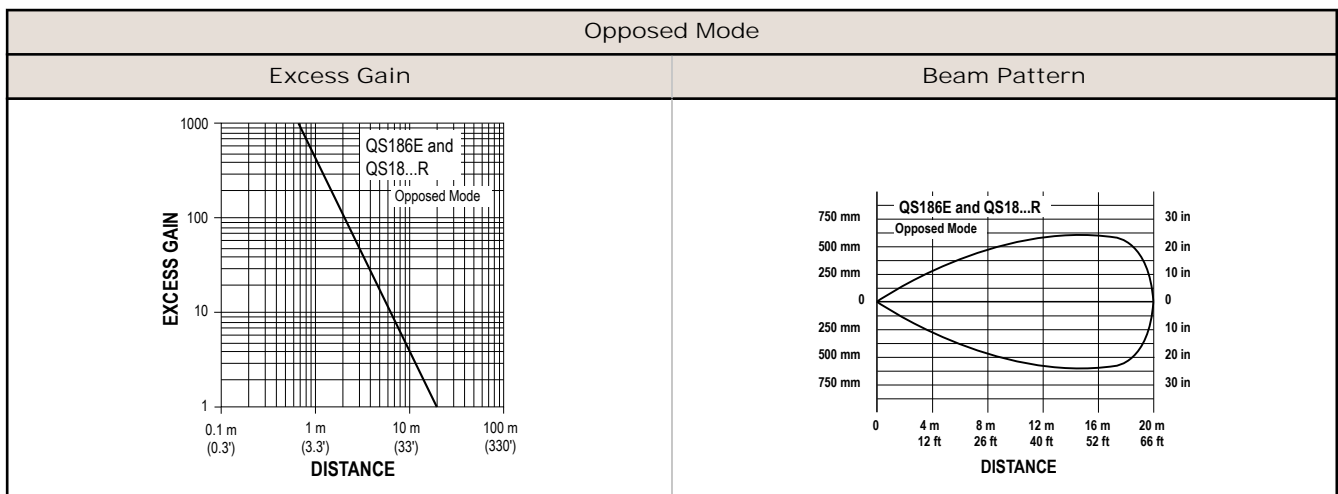 Opposed Mode
Excess Gain
Beam Pattern
1000
100
10
1
EXCESS GAIN
QS186E and
QS18...R
Opposed Mode
0.1 m
(0.3')
1 m
(3.3')
10 m
(33')
100 m
(330')
DISTANCE
750 mm
500 mm
250 mm
0
250 mm
500 mm
750 mm
QS186E and QS18...R
Opposed Mode
30 in
20 in
10 in
0
10 in
20 in
30 in
0
4 m
12 ft
8 m
26 ft
12 m
40 ft
16 m
52 ft
20 m
66 ft
DISTANCE